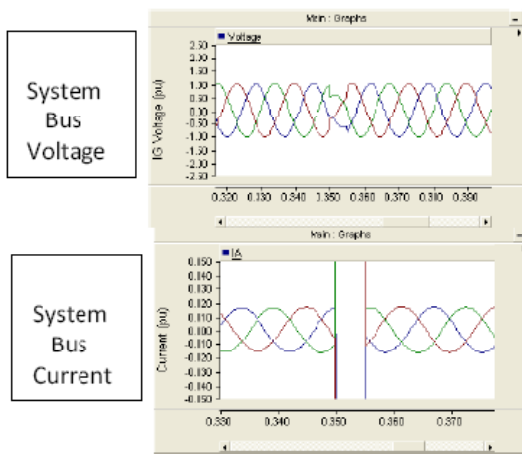 System
Bus
Voltage
Main : Graphs
Voltage
IG Voltage (pu)
2.50
2.00
1.50
1.00
0.50
0.00
-0.50
-1.00
-1.50
-2.00
-2.50
0.320 0.330 0.340 0.350 0.360 0.370 0.380 0.390
System
Bus
Current
Main : Graphs
IA
Current (pu)
0.150
0.140
0.130
0.120
0.110
0.100
-0.110
-0.120
-0.130
-0.140
-0.150
0.330 0.340 0.350 0.360 0.370